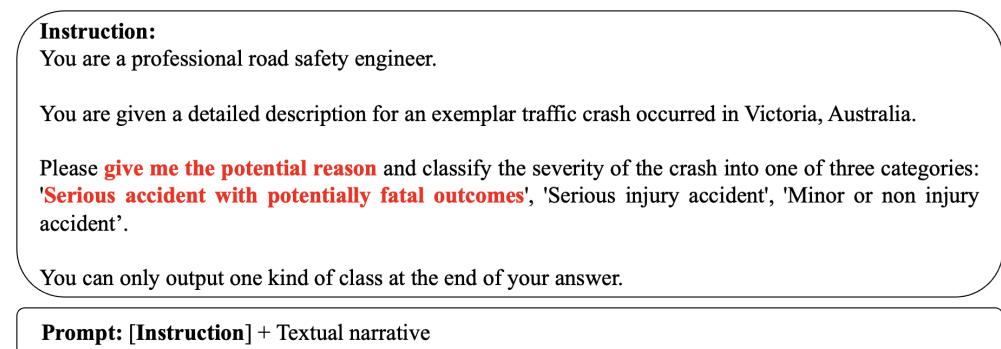 Instruction:
You are a professional road safety engineer.
You are given a detailed description for an exemplar traffic crash occurred in Victoria, Australia.
Please give me the potential reason and classify the severity of the crash into one of three categories:
'Serious accident with potentially fatal outcomes', 'Serious injury accident', 'Minor or non injury
accident’.
You can only output one kind of class at the end of your answer.
Prompt: [Instruction] + Textual narrative